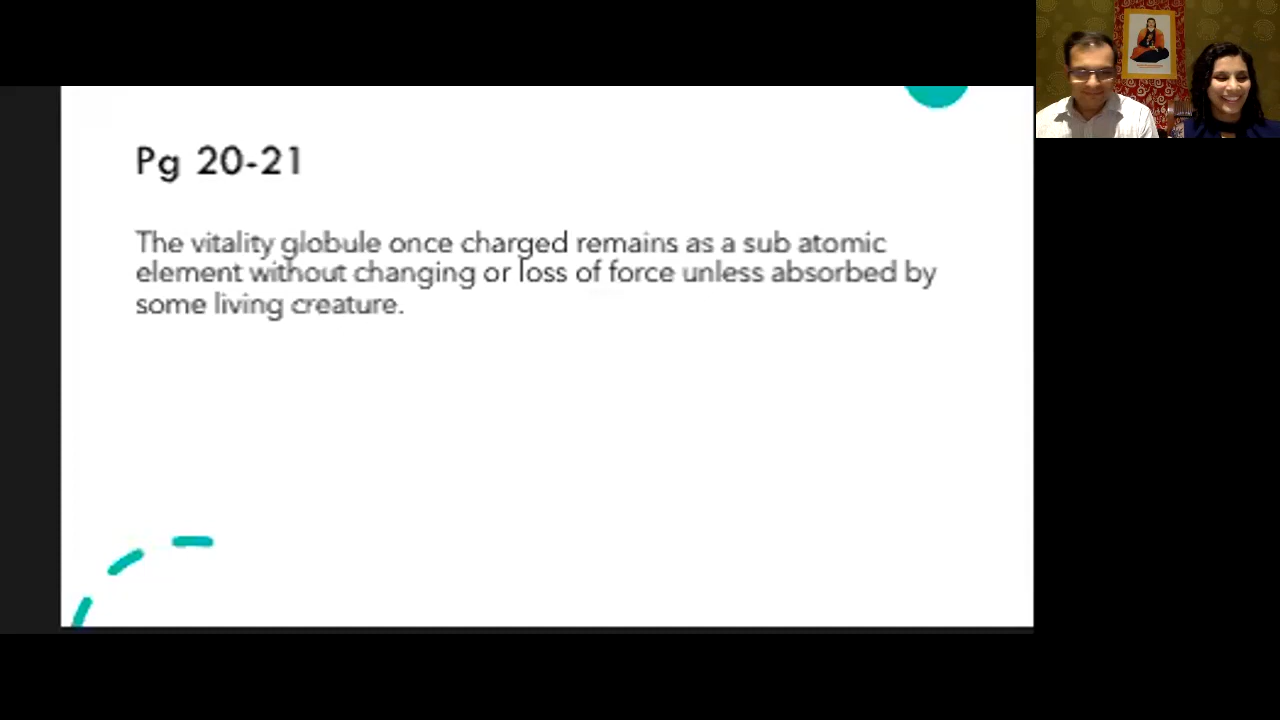 Pg 20-21
The vitality globule once charged remains as a sub atomic
element without changing or loss of force unless absorbed by
some living creature.